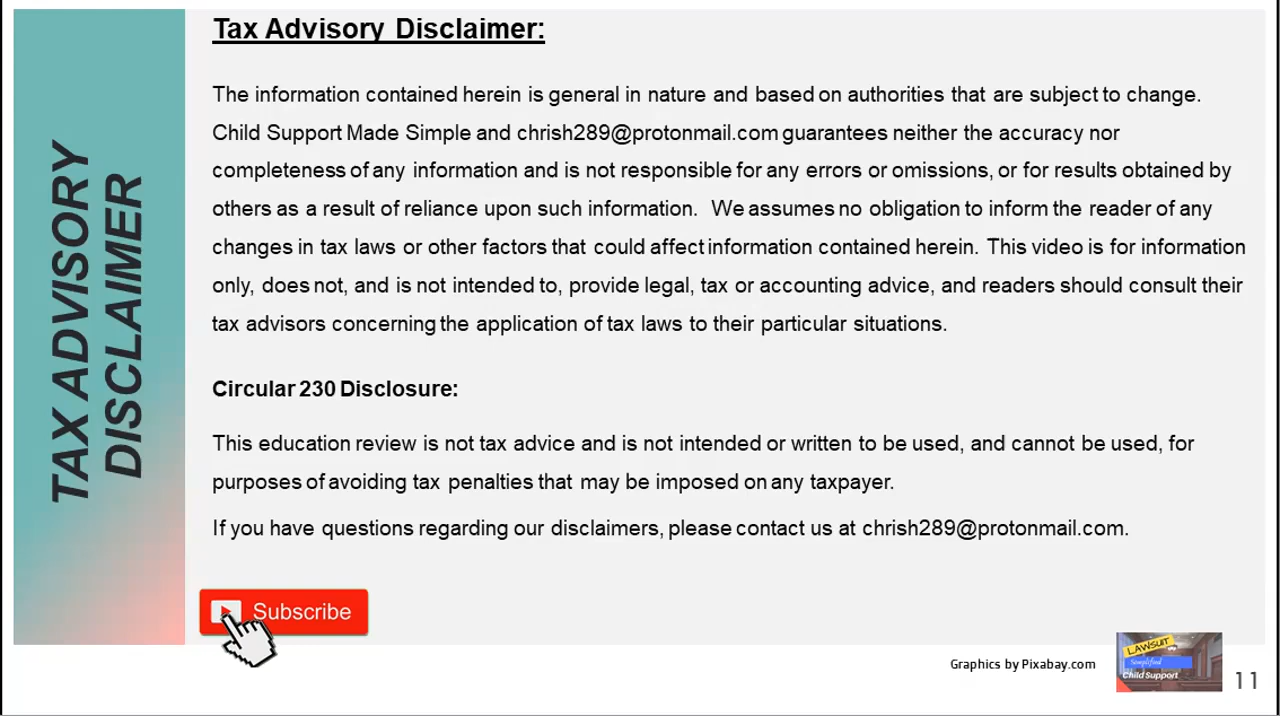 TAX ADVISORY
DISCLAIMER
Tax Advisory Disclaimer:
The information contained herein is general in nature and based on authorities that are subject to change.
Child Support Made Simple and chrish289@protonmail.com guarantees neither the accuracy nor
completeness of any information and is not responsible for any errors or omissions, or for results obtained by
others as a result of reliance upon such information. We assumes no obligation to inform the reader of any
changes in tax laws or other factors that could affect information contained herein. This video is for information
only, does not, and is not intended to, provide legal, tax or accounting advice, and readers should consult their
tax advisors concerning the application of tax laws to their particular situations.
Circular 230 Disclosure:
This education review is not tax advice and is not intended or written to be used, and cannot be used, for
purposes of avoiding tax penalties that may be imposed on any taxpayer.
If you have questions regarding our disclaimers, please contact us at chrish289@protonmail.com.
Subscribe
Graphics by Pixabay.com
LAWSUIT
Simplified
Child Support
11